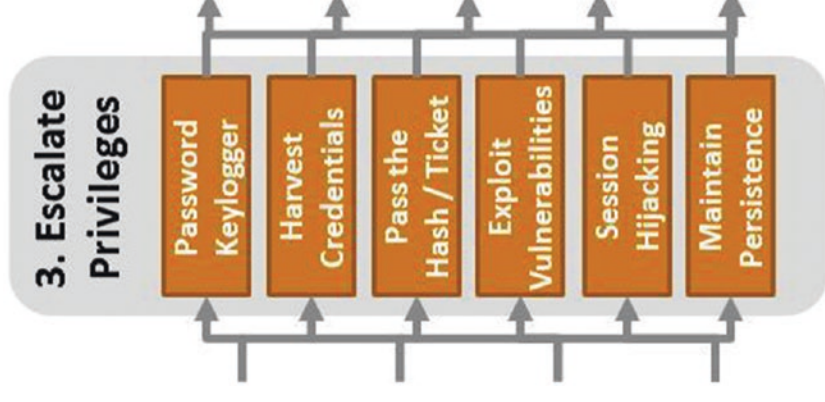 3. Escalate
Privileges
Password
Keylogger
Harvest
Credentials
Pass the
Hash / Ticket
Exploit
Vulnerabilities
Session
Hijacking
Maintain
Persistence